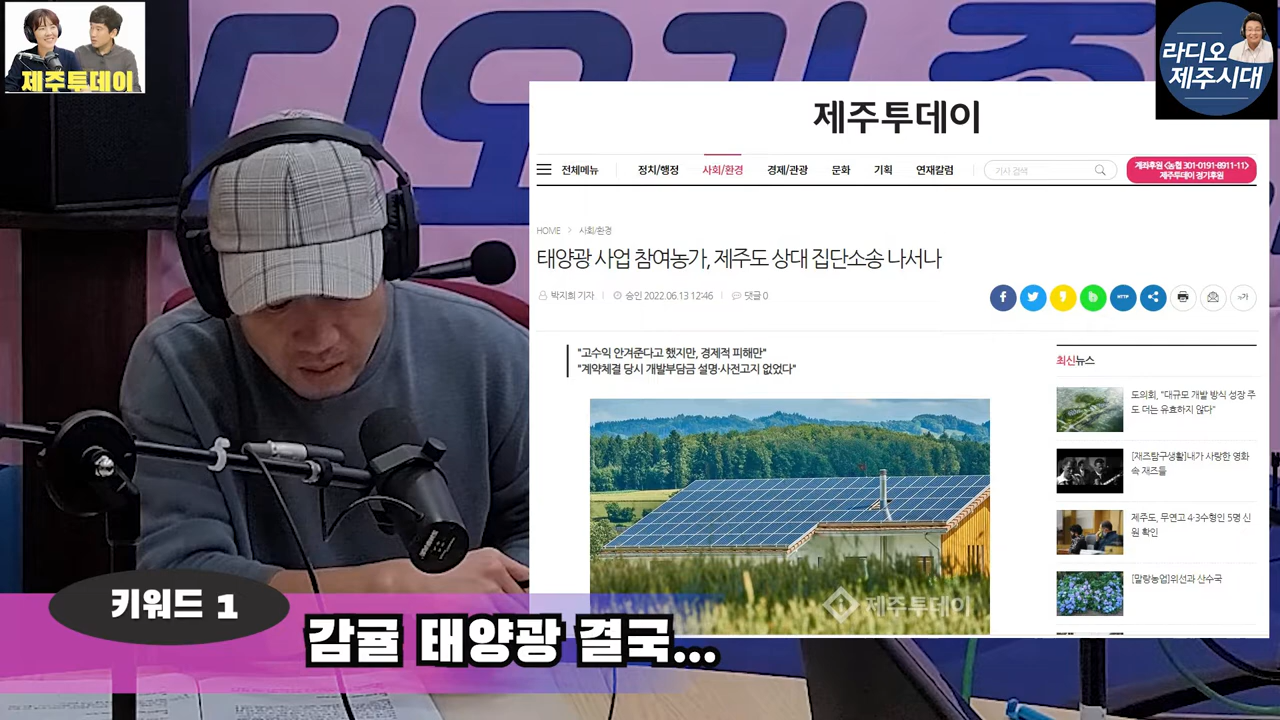 디오
제주투데이
라디오
제주시대
제주투데이
전체메뉴
정치/행정 사회/환경 경제/관광 문화 기획 연재칼럼
기사 검색
계좌후원 <농협 301-0191-8911-11>
제주투데이 정기후원
HOME > 사회/환경
태양광 사업 참여농가, 제주도 상대 집단소송 나서나
박지희 기자 승인 2022.06.13 12:46 댓글 0
HTTP
가
"고수익 안겨준다고 했지만, 경제적 피해만"
"계약체결 당시 개발부담금 설명·사전고지 없었다"
최신뉴스
도의회, "대규모 개발 방식 성장 주
도 더는 유효하지 않다"
[재즈탐구생활]내가 사랑한 영화
속 재즈들
제주도, 무연고 4·3수형인 5명 신
원 확인
[말랑농업]위선과 산수국
제주투데이
키워드 1
감귤 태양광 결국...